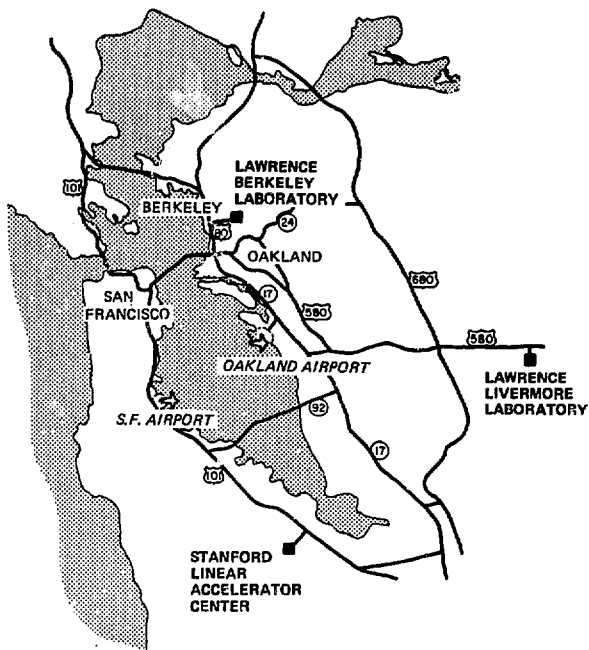 LAWRENCE
BERKELEY
LABORATORY
101
BERKELEY
80
24
OAKLAND
680
SAN
FRANCISCO
17
580
580
OAKLAND AIRPORT
LAWRENCE
LIVERMORE
LABORATORY
S.F. AIRPORT
92
17
101
STANFORD
LINEAR
ACCELERATOR
CENTER